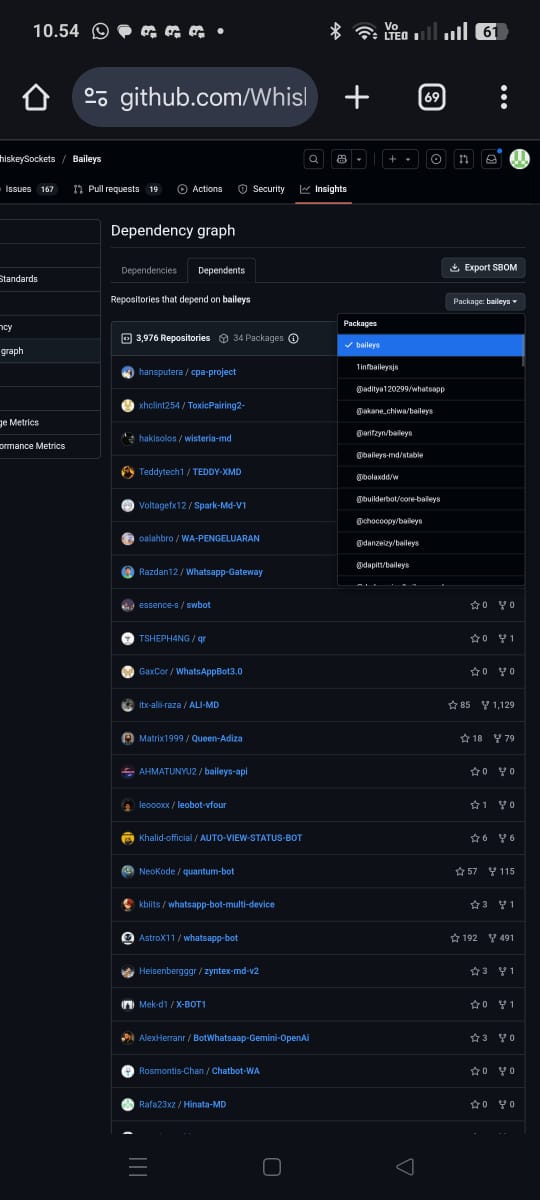 10.54
Vo
LTE
61
github.com/Whisl
69
hiskeySockets / Baileys
Issues 167 Pull requests 19 Actions Security Insights
Dependency graph
Standards
Dependencies Dependents Export SBOM
Repositories that depend on baileys Package: baileys
ncy
Packages
3,976 Repositories 34 Packages
baileys
graph
1infbaileysjs
hansputera / cpa-project
@aditya120299/whatsapp
xhclint254 / ToxicPairing2-
@akane_chiwa/baileys
ge Metrics
@arifzyn/baileys
hakisolos / wisteria-md
ormance Metrics
@baileys-md/stable
Teddytech1 / TEDDY-XMD
@bolaxdd/w
@builderbot/core-baileys
Voltagefx12 / Spark-Md-V1
@chocoopy/baileys
oalahbro / WA-PENGELUARAN
@danzeizy/baileys
@dapitt/baileys
Razdan12 / Whatsapp-Gateway
essence-s / swbot 0 0
TSHEPH4NG / qr 0 1
GaxCor / WhatsAppBot3.0 0 0
itx-alii-raza / ALI-MD 85 1,129
Matrix1999 / Queen-Adiza 18 79
AHMATUNYU2 / baileys-api 0 0
leoooxx / leobot-vfour 1 0
Khalid-official / AUTO-VIEW-STATUS-BOT 6 6
NeoKode / quantum-bot 57 115
kbiits / whatsapp-bot-multi-device 3 1
AstroX11 / whatsapp-bot 192 491
Heisenbergggr / zyntex-md-v2 3 1
Mek-d1 / X-BOT1 0 1
AlexHerranr / BotWhatsaap-Gemini-OpenAi 3 0
Rosmontis-Chan / Chatbot-WA 0 0
Rafa23xz / Hinata-MD 0 0